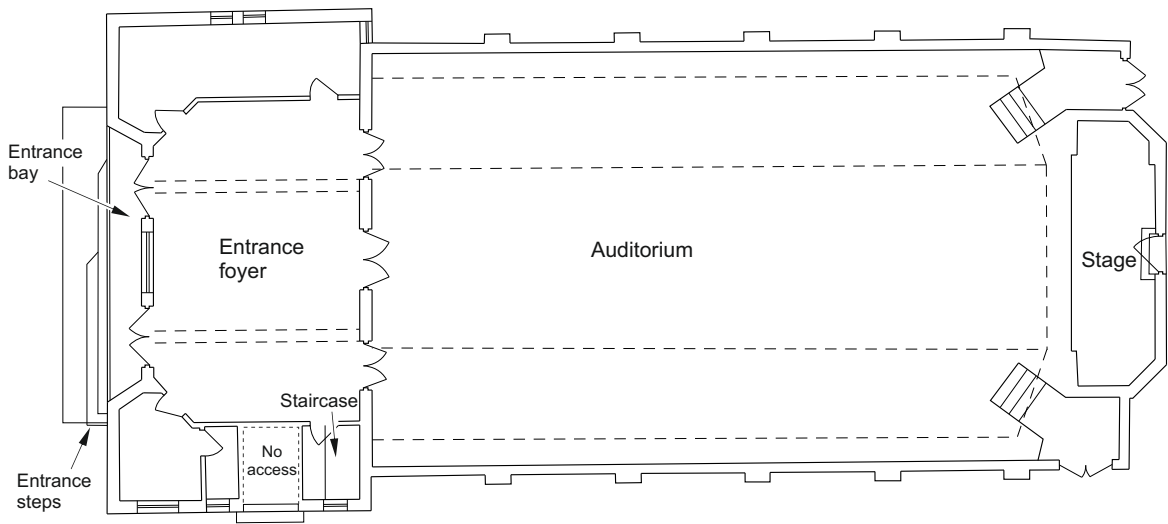 Entrance
bay
Entrance
foyer
Auditorium
Stage
Staircase
No
access
Entrance
steps